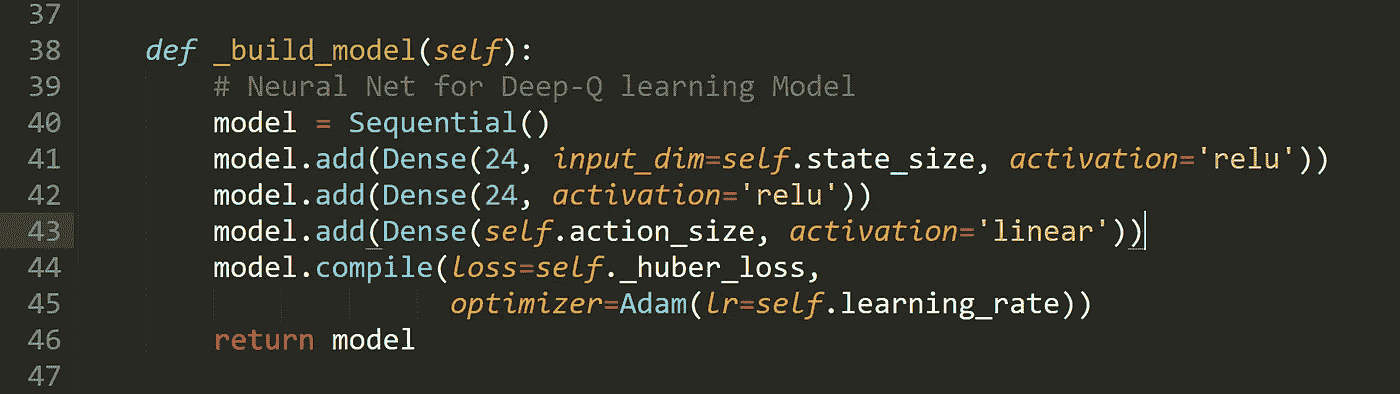 37
38 def _build_model(self):
39 # Neural Net for Deep-Q learning Model
40 model = Sequential()
41 model.add(Dense(24, input_dim=self.state_size, activation='relu'))
42 model.add(Dense(24, activation='relu'))
43 model.add(Dense(self.action_size, activation='linear'))
44 model.compile(loss=self._huber_loss,
45 optimizer=Adam(lr=self.learning_rate))
46 return model
47